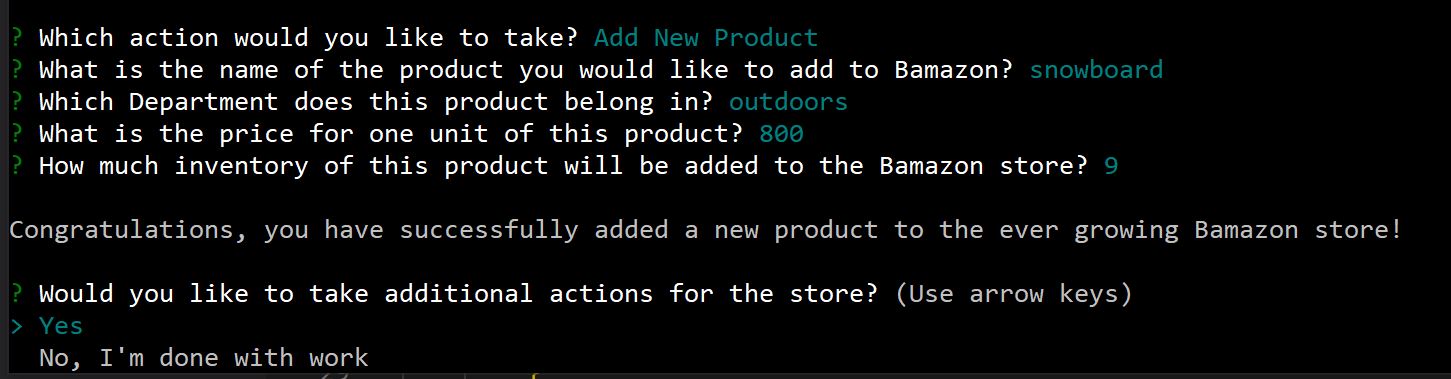 ? Which action would you like to take? Add New Product
? What is the name of the product you would like to add to Bamazon? snowboard
? Which Department does this product belong in? outdoors
? What is the price for one unit of this product? 800
? How much inventory of this product will be added to the Bamazon store? 9
Congratulations, you have successfully added a new product to the ever growing Bamazon store!
? Would you like to take additional actions for the store? (Use arrow keys)
> Yes
No, I'm done with work